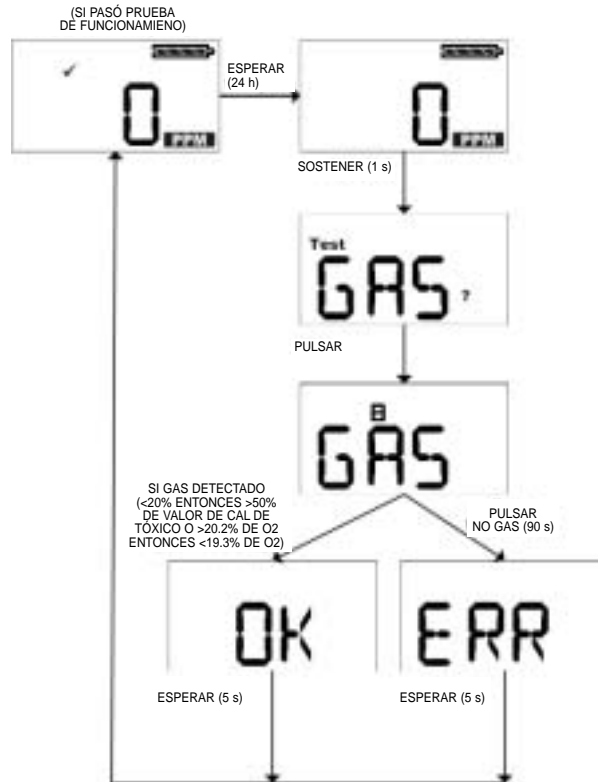 (SI PASÓ PRUEBA
DE FUNCIONAMIENO)
0
PPM
ESPERAR
(24 h)
0
PPM
SOSTENER (1 s)
Test
GAS ?
PULSAR
GAS
SI GAS DETECTADO
(<20% ENTONCES >50%
DE VALOR DE CAL DE
TÓXICO O >20.2% DE O2
ENTONCES <19.3% DE O2)
PULSAR
NO GAS (90 s)
OK
ERR
ESPERAR (5 s)
ESPERAR (5 s)